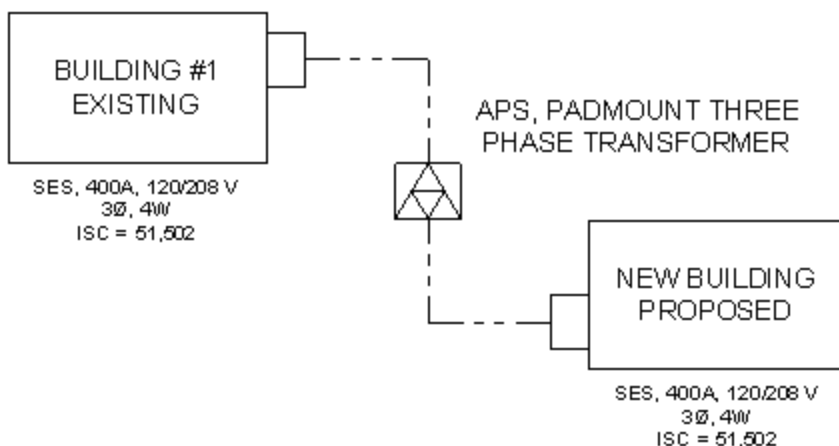 BUILDING #1
EXISTING
SES, 400A, 120/208 V
3Ø, 4W
ISC = 51,502
APS, PADMOUNT THREE
PHASE TRANSFORMER
NEW BUILDING
PROPOSED
SES, 400A, 120/208 V
3Ø, 4W
ISC = 51,502